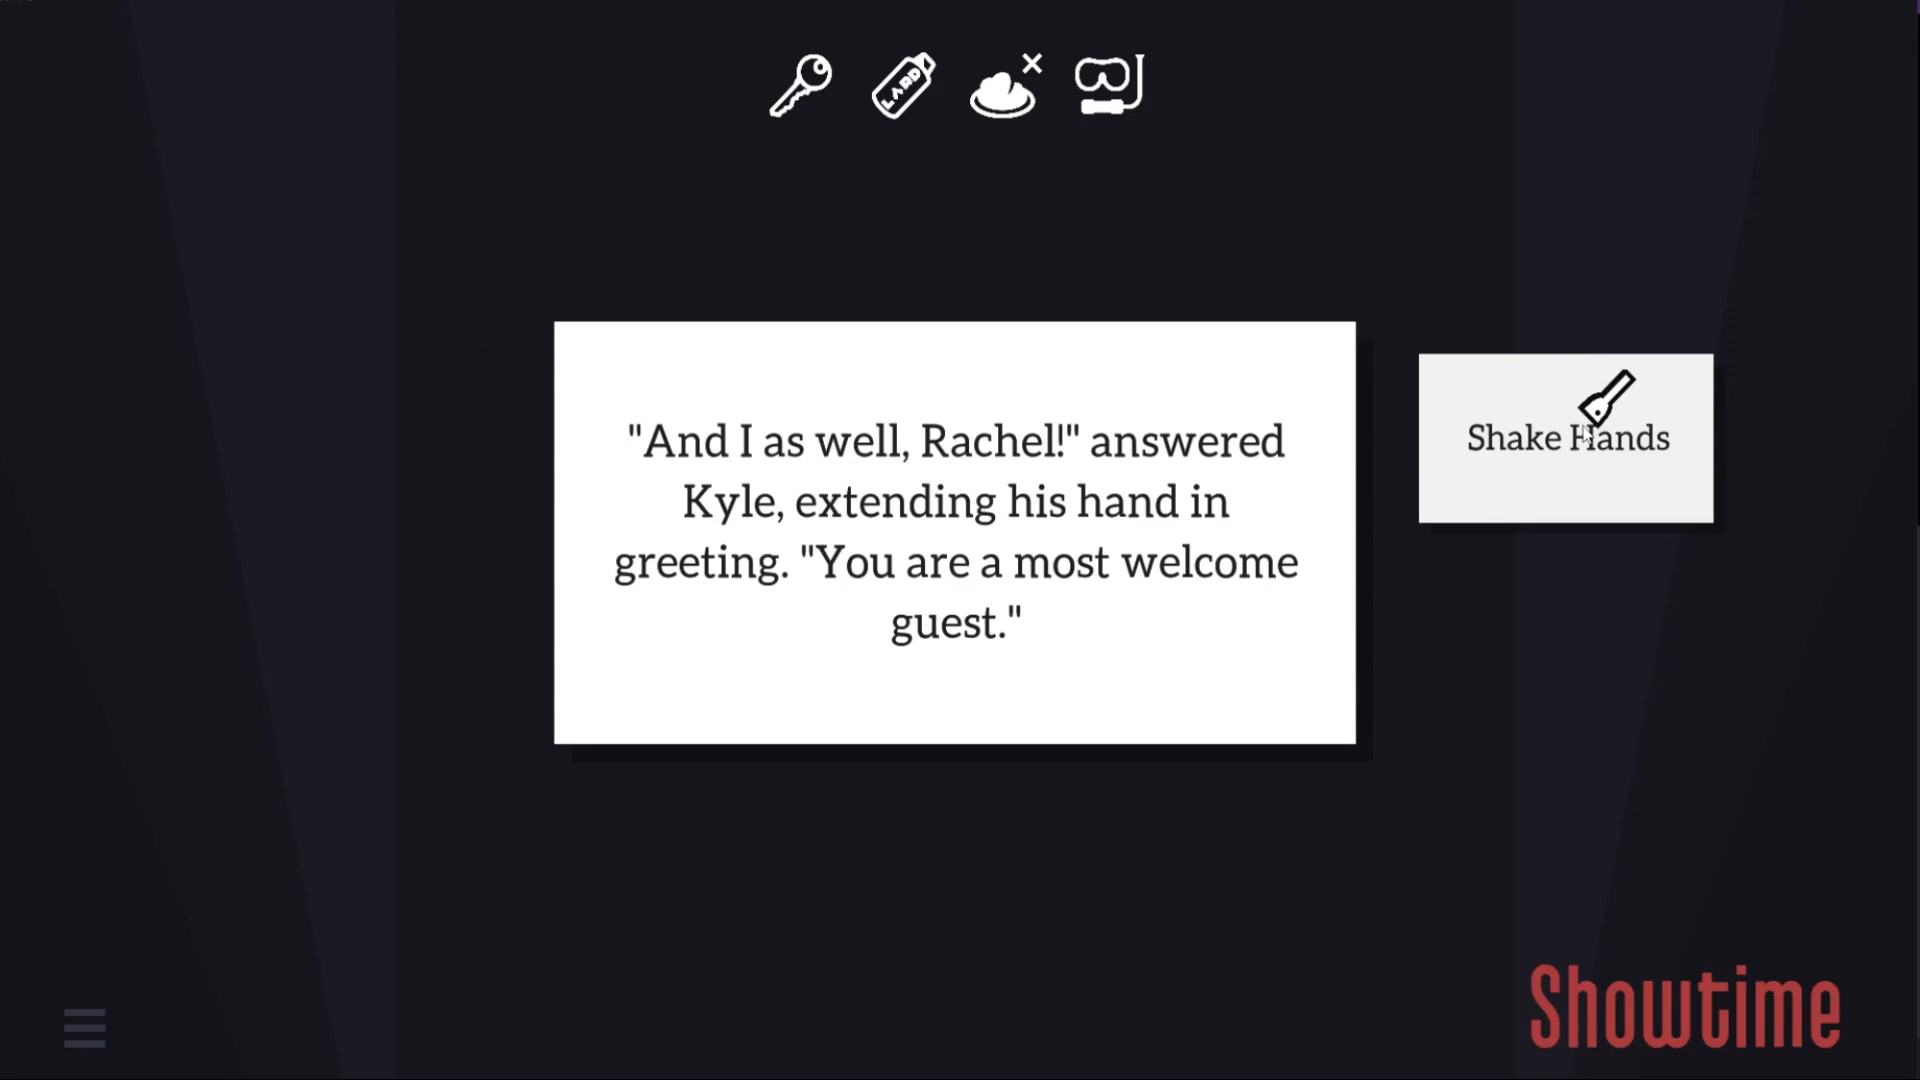 LARD
"And I as well, Rachel!" answered
Kyle, extending his hand in
greeting. "You are a most welcome
guest."
Shake Hands
Showtime